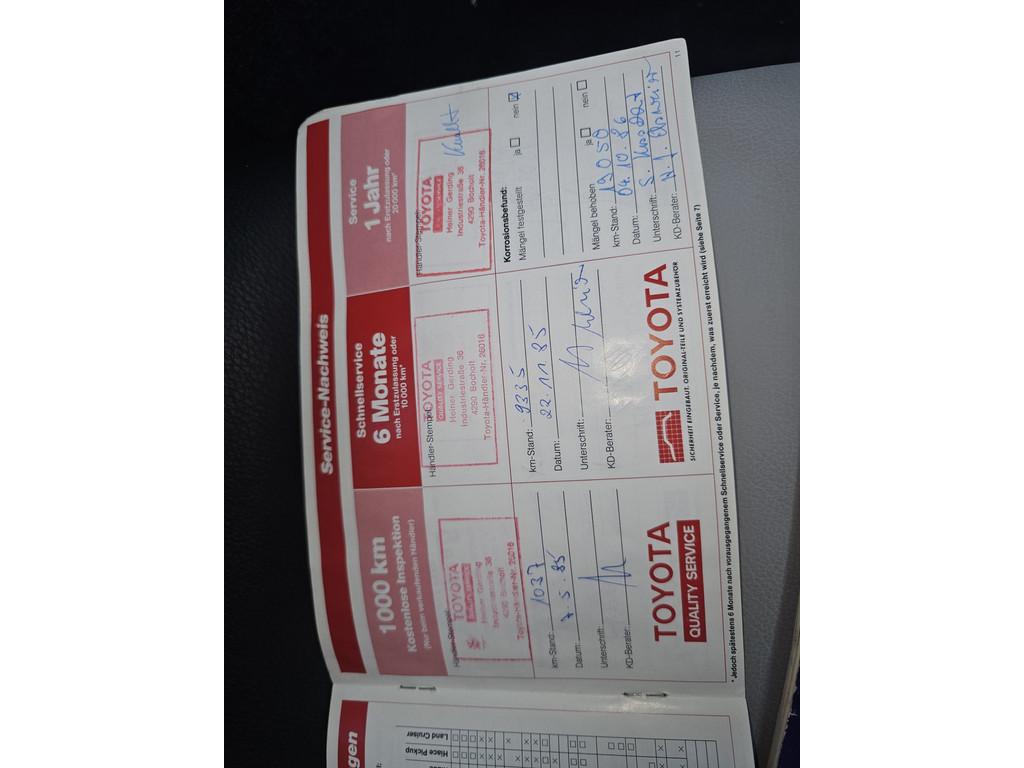 Service-Nachweis
1000 km
Kostenlose Inspektion
(Nur beim verkaufenden Händler)
Händler-Stempel:
TOYOTA
Heiner Gerding
Industriestraße 36
4290 Bocholt
Toyota-Händler-Nr. 26016
km-Stand: 1037
Datum: 7.5.85
Unterschrift:
KD-Berater:
TOYOTA
QUALITY SERVICE
Schnellservice
6 Monate
nach Erstzulassung oder
10 000 km*
Händler-Stempel:
TOYOTA
QUALITY SERVICE
Heiner Gerding
Industriestraße 36
4290 Bocholt
Toyota-Händler-Nr. 26016
km-Stand: 9335
Datum: 22.11.85
Unterschrift:
KD-Berater:
TOYOTA
SICHERHEIT EINGEBAUT. ORIGINAL-TEILE UND SYSTEMZUBEHÖR
Service
1 Jahr
nach Erstzulassung oder
20 000 km*
Händler-Stempel:
TOYOTA
Heiner Gerding
Industriestraße 36
4290 Bocholt
Toyota-Händler-Nr. 26016
Korrosionsbefund:
Mängel festgestellt ja nein
Mängel behoben ja nein
km-Stand: 19050
Datum: 04.10.86
Unterschrift: S.
KD-Berater:
* Jedoch spätestens 6 Monate nach vorausgegangenem Schnellservice oder Service, je nachdem, was zuerst erreicht wird (siehe Seite 7)
11
gen
Hiace Pickup
Land Cruiser